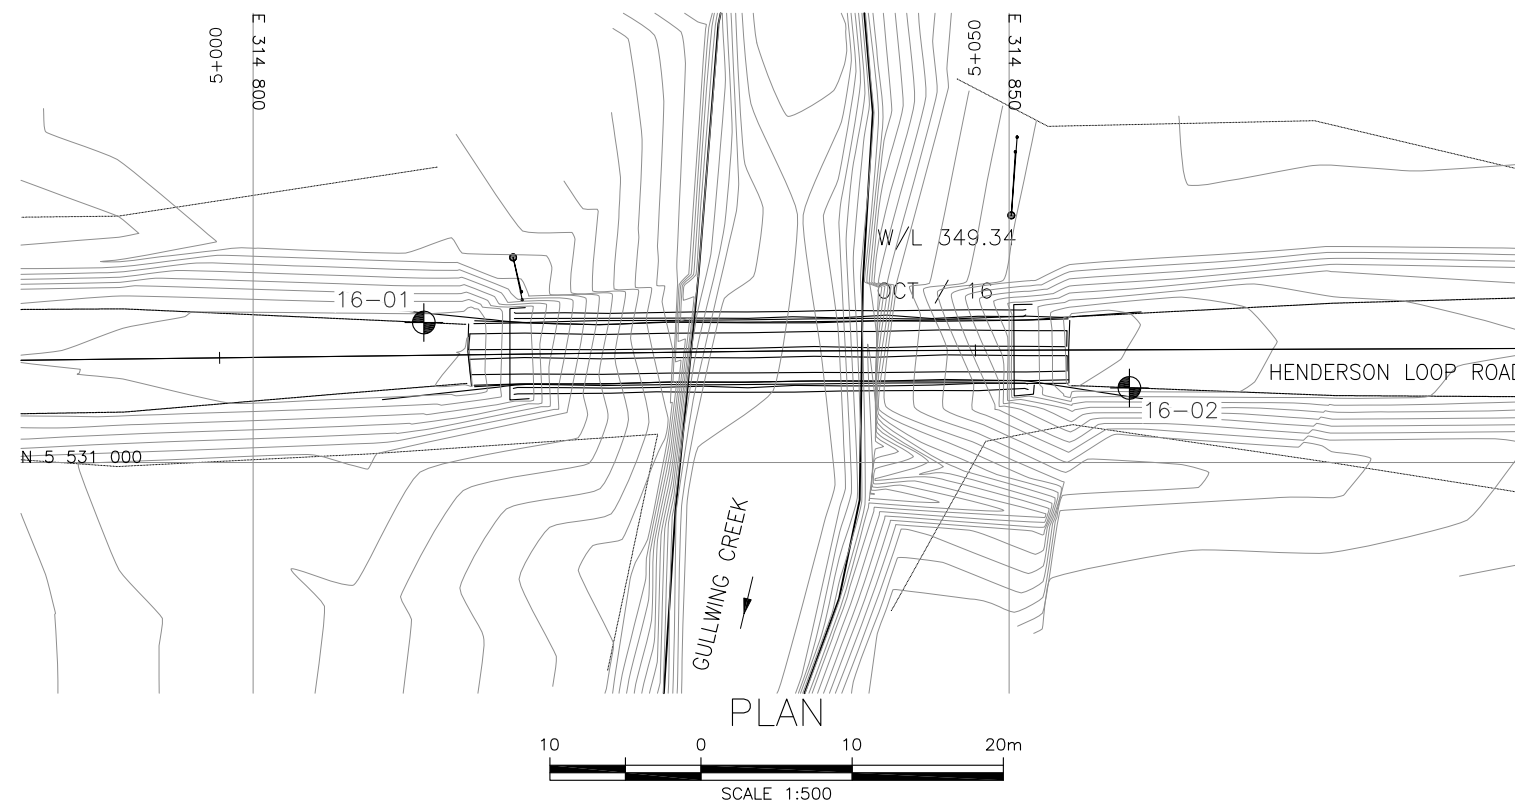 5+000
E 314 800
5+050
E 314 850
W/L 349.34
OCT / 16
16-01
HENDERSON LOOP ROAD
16-02
N 5 531 000
GULLWING CREEK
PLAN
10 0 10 20m
SCALE 1:500